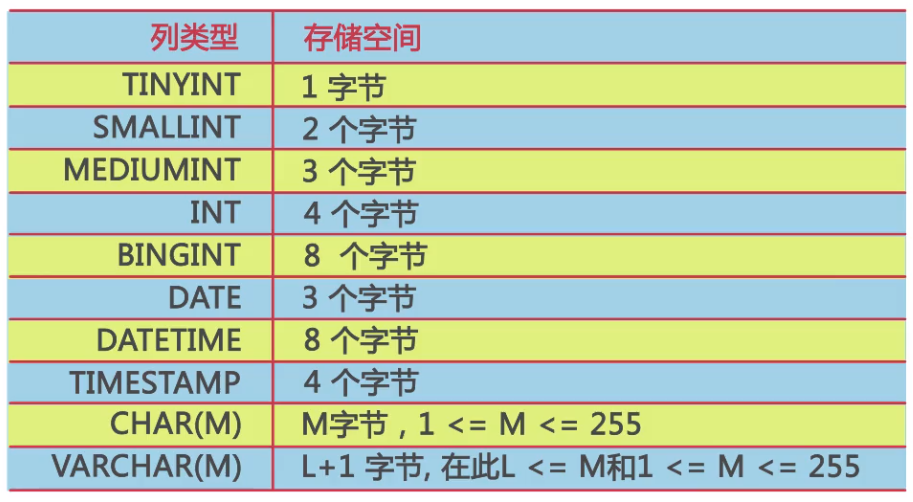 列类型 存储空间
TINYINT 1 字节
SMALLINT 2 个字节
MEDIUMINT 3 个字节
INT 4 个字节
BINGINT 8 个字节
DATE 3 个字节
DATETIME 8 个字节
TIMESTAMP 4 个字节
CHAR(M) M字节，1 <= M <= 255
VARCHAR(M) L+1 字节, 在此L <= M和1 <= M <= 255